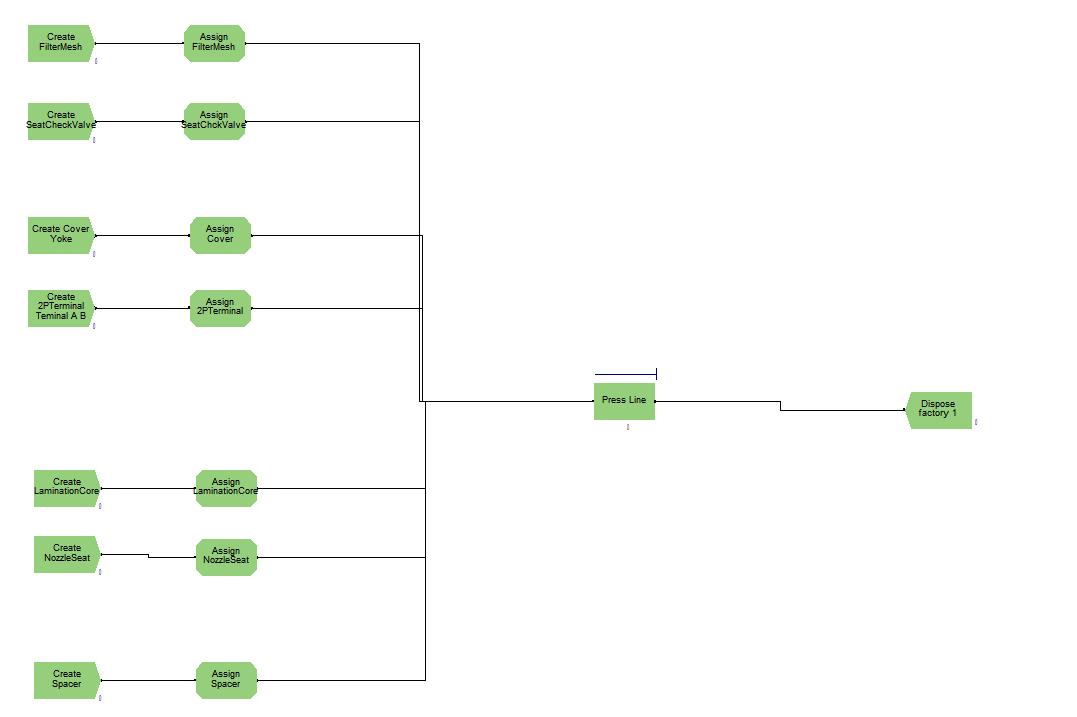 Create
FilterMesh
Assign
FilterMesh
Create
SeatCheckValve
Assign
SeatChckValve
Create Cover
Yoke
Assign
Cover
Create
2PTerminal
Teminal A B
Assign
2PTerminal
Press Line
Dispose
factory 1
Create
LaminationCore
Assign
LaminationCore
Create
NozzleSeat
Assign
NozzleSeat
Create
Spacer
Assign
Spacer